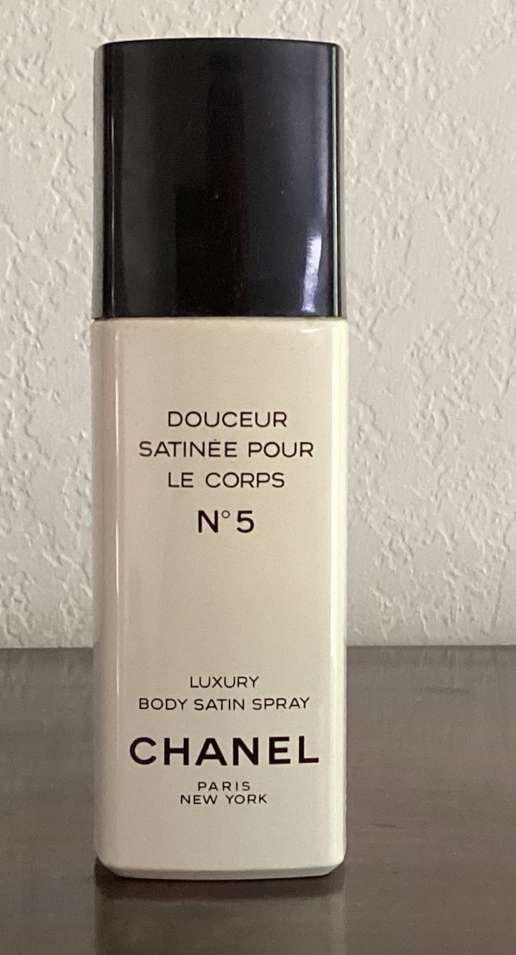 DOUCEUR
SATINÉE POUR
LE CORPS
N° 5
LUXURY
BODY SATIN SPRAY
CHANEL
PARIS
NEW YORK